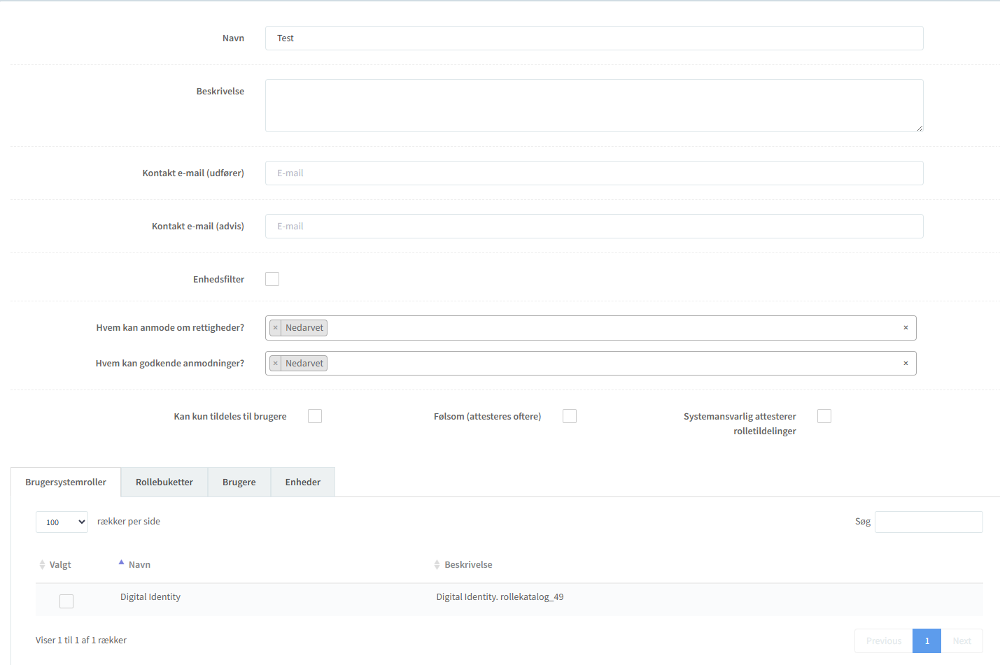 Navn
Test
Beskrivelse
Kontakt e-mail (udfører)
E-mail
Kontakt e-mail (advis)
E-mail
Enhedsfilter
Hvem kan anmode om rettigheder?
× Nedarvet ×
Hvem kan godkende anmodninger?
× Nedarvet ×
Kan kun tildeles til brugere
Følsom (attesteres oftere)
Systemansvarlig attesterer
rolletildelinger
Brugersystemroller Rollebuketter Brugere Enheder
100 rækker per side Søg
Valgt Navn Beskrivelse
Digital Identity Digital Identity. rollekatalog_49
Viser 1 til 1 af 1 rækker Previous 1 Next